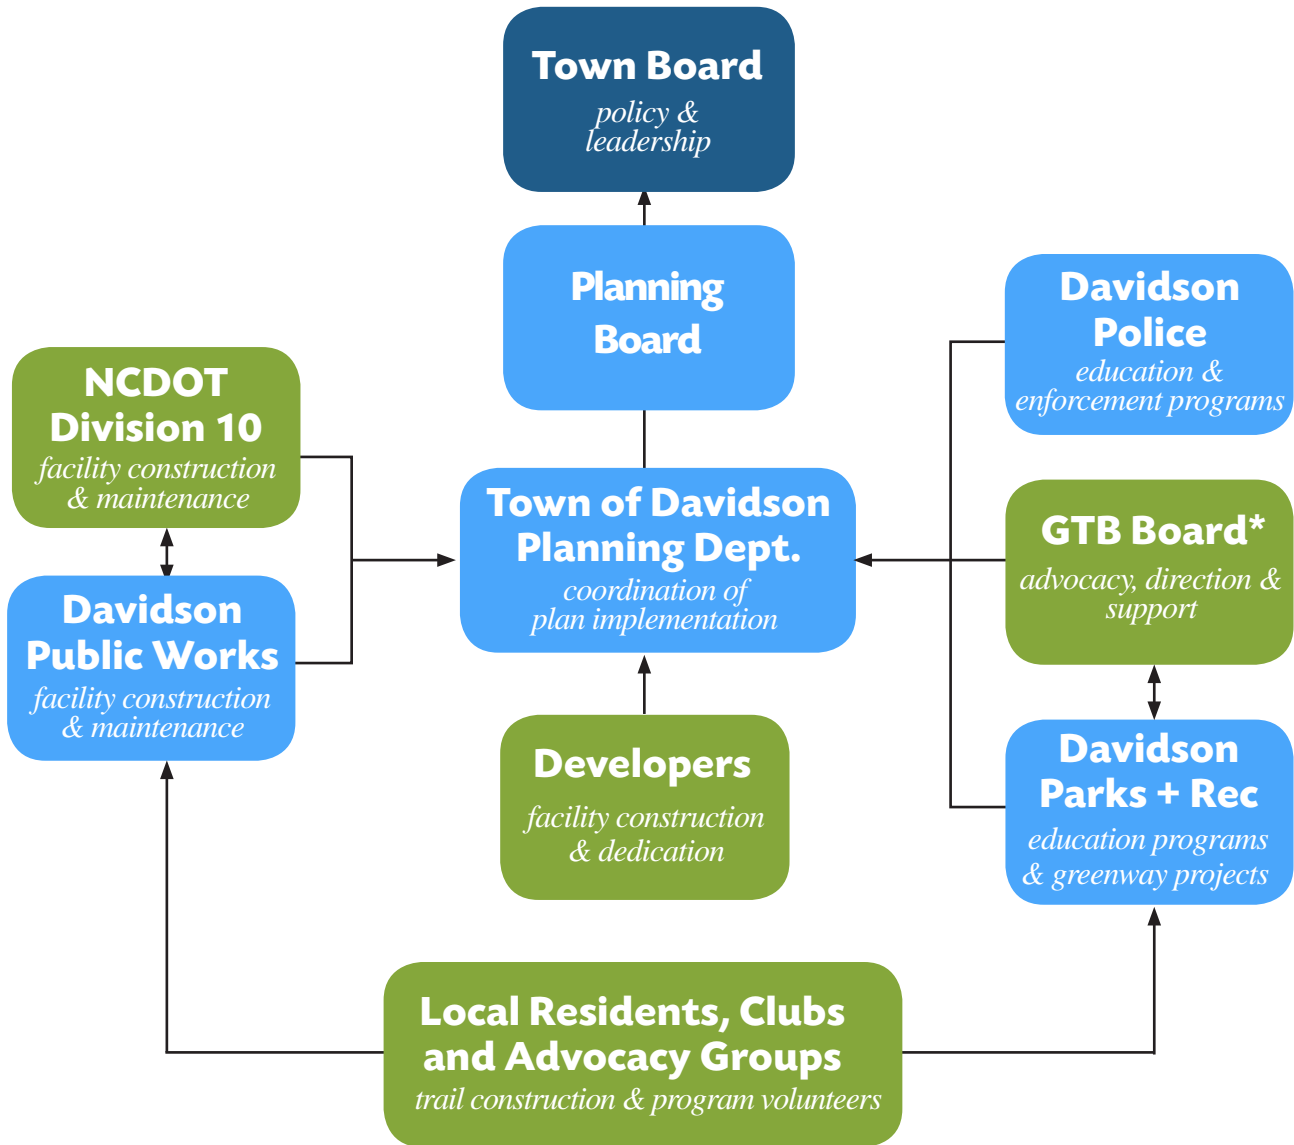 Town Board
policy &
leadership
Planning
Board
Davidson
Police
education &
enforcement programs
NCDOT
Division 10
facility construction
& maintenance
Town of Davidson
Planning Dept.
coordination of
plan implementation
GTB Board*
advocacy, direction &
support
Davidson
Public Works
facility construction
& maintenance
Developers
facility construction
& dedication
Davidson
Parks + Rec
education programs
& greenway projects
Local Residents, Clubs
and Advocacy Groups
trail construction & program volunteers